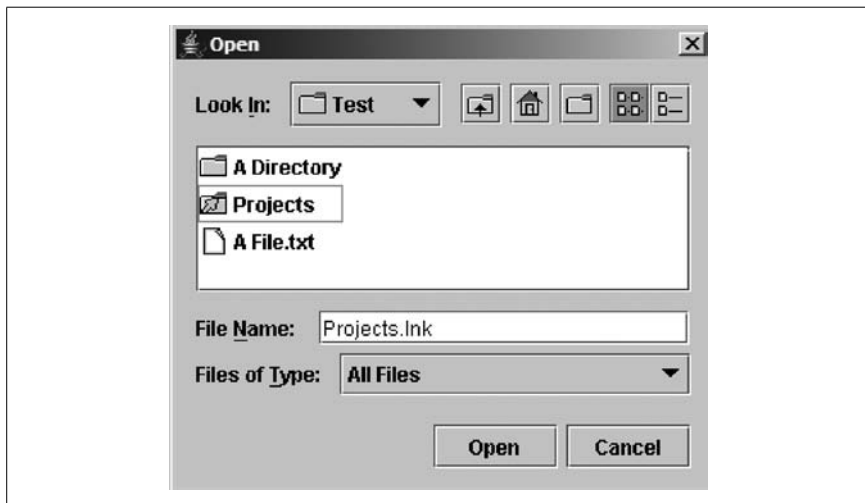 Open
Look In: Test
A Directory
Projects
A File.txt
File Name: Projects.lnk
Files of Type: All Files
Open Cancel